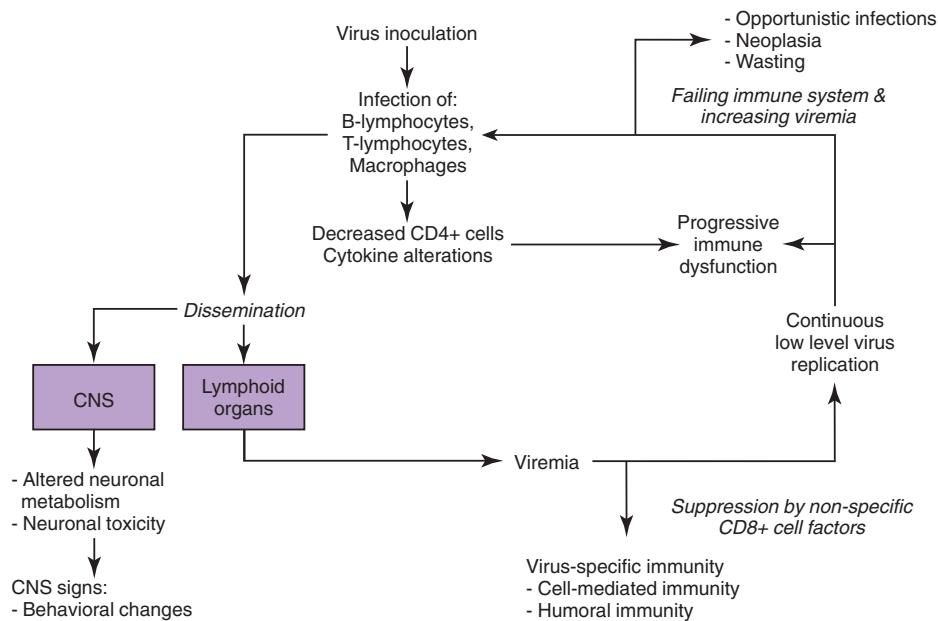 Virus inoculation
Infection of:
B-lymphocytes,
T-lymphocytes,
Macrophages
Decreased CD4+ cells
Cytokine alterations
Progressive
immune
dysfunction
- Opportunistic infections
- Neoplasia
- Wasting
Failing immune system &
increasing viremia
Dissemination
CNS
Lymphoid
organs
- Altered neuronal
metabolism
- Neuronal toxicity
CNS signs:
- Behavioral changes
Viremia
Continuous
low level virus
replication
Suppression by non-specific
CD8+ cell factors
Virus-specific immunity
- Cell-mediated immunity
- Humoral immunity